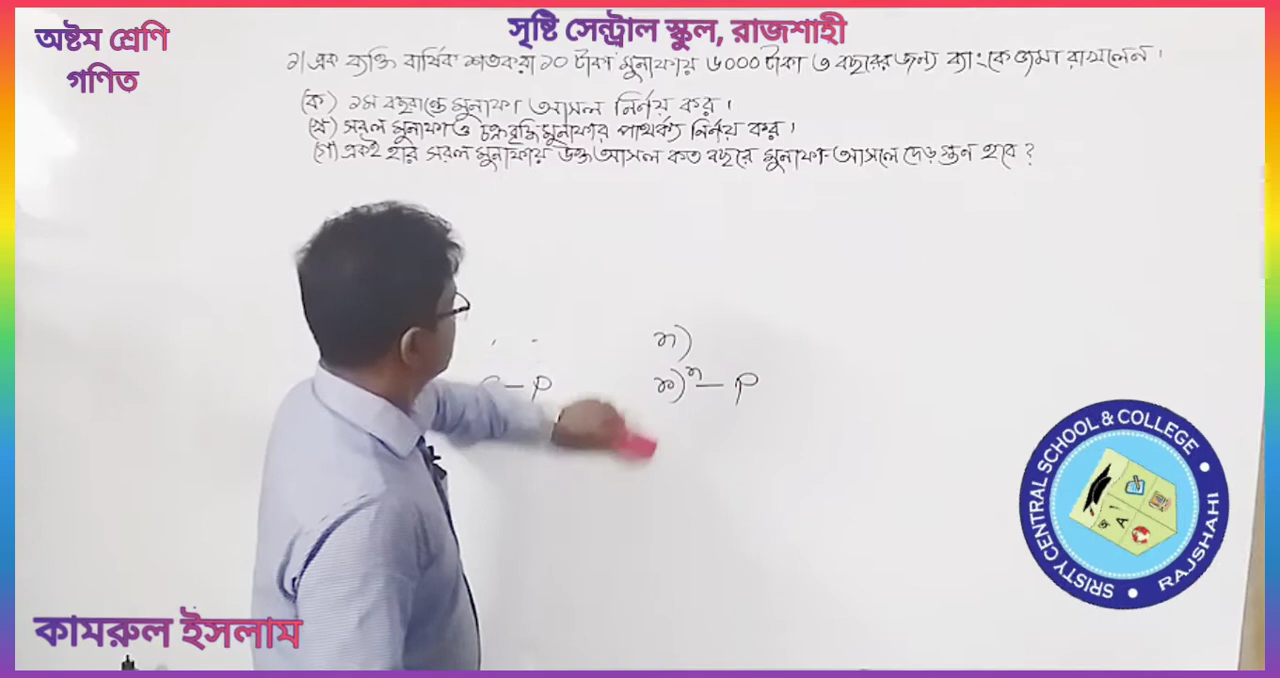 অষ্টম শ্রেণি
গণিত
সৃষ্টি সেন্ট্রাল স্কুল, রাজশাহী
১। এক ব্যক্তি বার্ষিক শতকরা ১০ টাকা মুনাফায় ৬০০০ টাকা ৩ বছরের জন্য ব্যাংকে জমা রাখলেন।
(ক) ১ম বছরান্তে মুনাফা আসল নির্ণয় কর।
(খ) সরল মুনাফা ও চক্রবৃদ্ধি মুনাফার পার্থক্য নির্ণয় কর।
(গ) একই হার সরল মুনাফায় উক্ত আসল কত বছরে মুনাফা-আসলে দেড়গুন হবে?
n)
– P
)ⁿ – P
SRISTY CENTRAL SCHOOL & COLLEGE
RAJSHAHI
কামরুল ইসলাম